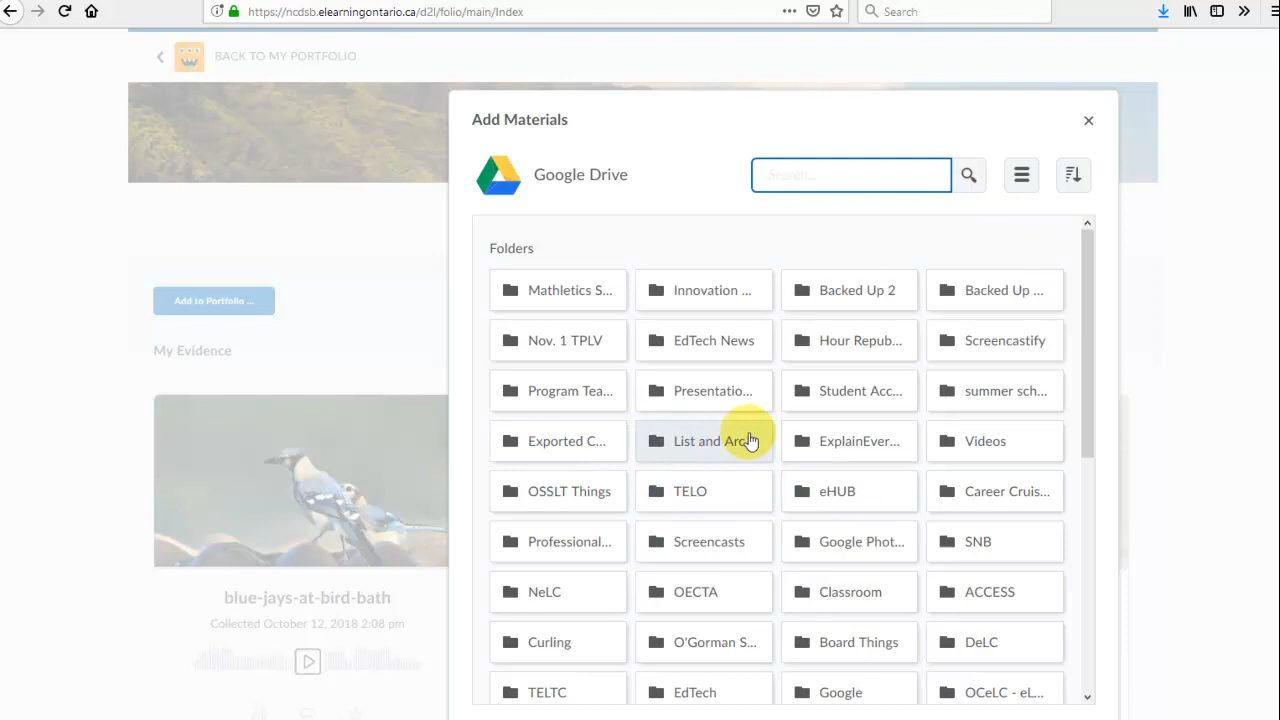 https://ncdsb.elearningontario.ca/d2l/folio/main/Index
Search
BACK TO MY PORTFOLIO
Add Materials
Google Drive
Search...
Folders
Mathletics S...
Innovation ...
Backed Up 2
Backed Up ...
Nov. 1 TPLV
EdTech News
Hour Repub...
Screencastify
Program Tea...
Presentatio...
Student Acc...
summer sch...
Exported C...
List and Arc
ExplainEver...
Videos
OSSLT Things
TELO
eHUB
Career Cruis...
Professional...
Screencasts
Google Phot...
SNB
NeLC
OECTA
Classroom
ACCESS
Curling
O'Gorman S...
Board Things
DeLC
TELTC
EdTech
Google
OCeLC - eL...
Add to Portfolio ...
My Evidence
blue-jays-at-bird-bath
Collected October 12, 2018 2:08 pm